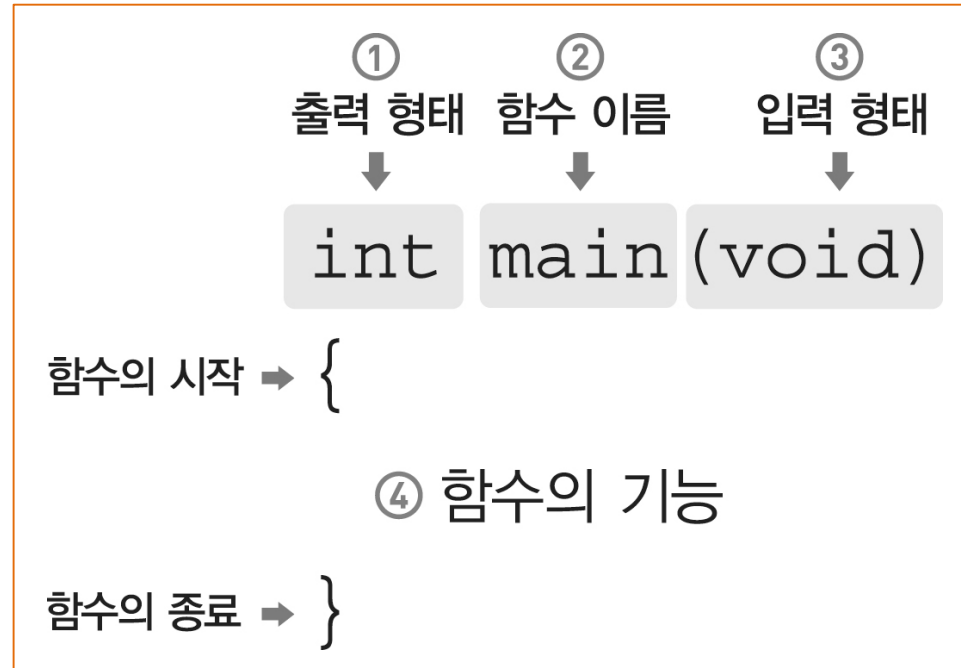 ① ② ③
출력 형태 함수 이름 입력 형태
int main(void)
함수의 시작 {
④ 함수의 기능
함수의 종료 }